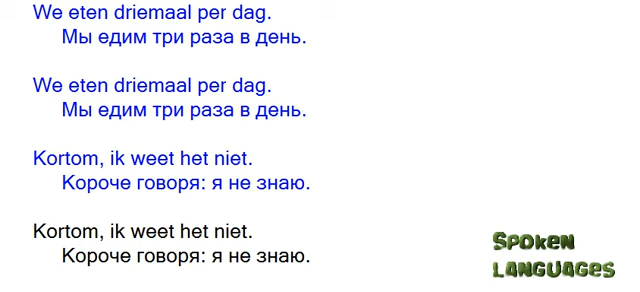 We eten driemaal per dag.
Мы едим три раза в день.
We eten driemaal per dag.
Мы едим три раза в день.
Kortom, ik weet het niet.
Короче говоря: я не знаю.
Kortom, ik weet het niet.
Короче говоря: я не знаю.
Spoken
Languages